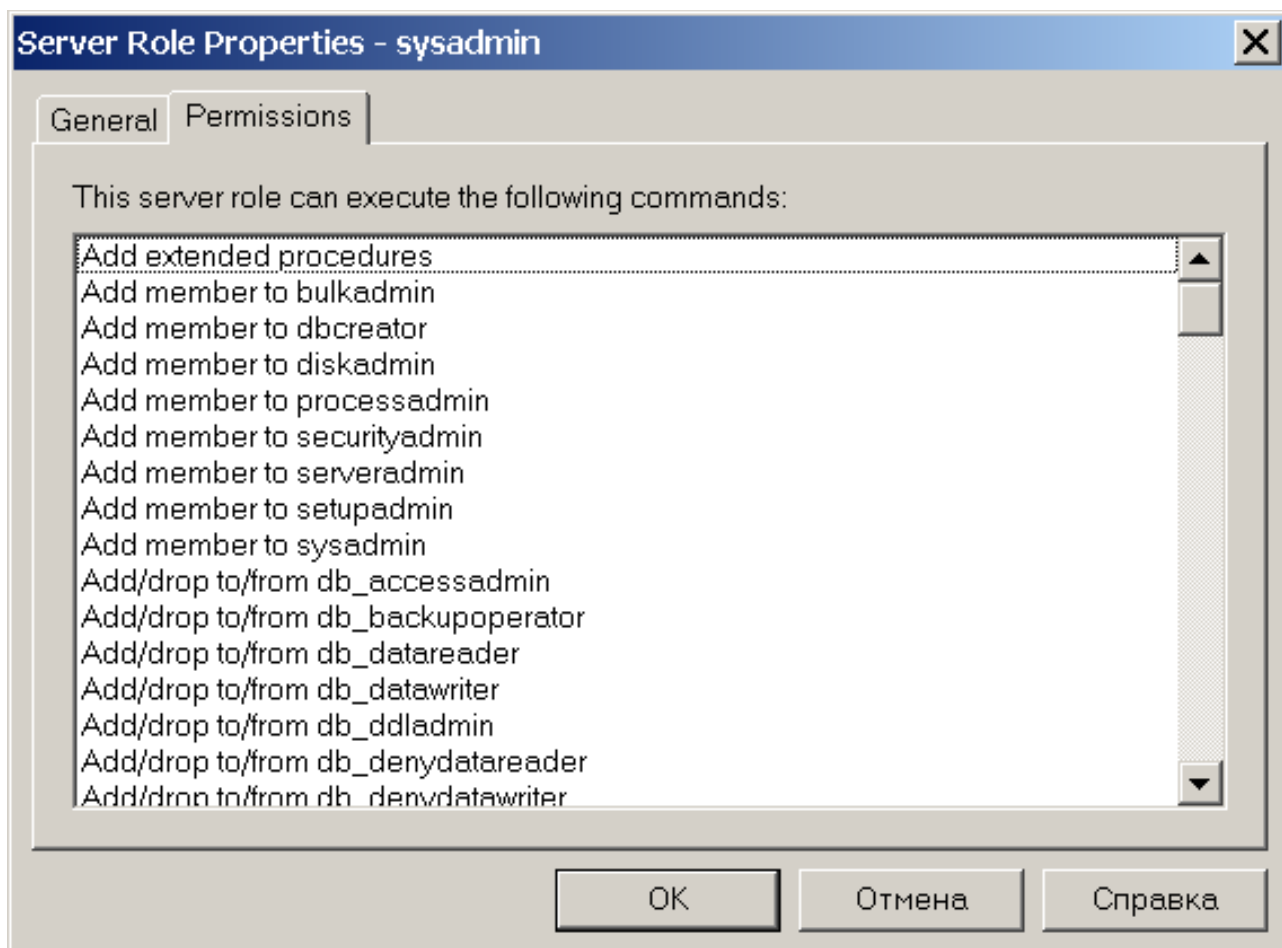 Server Role Properties - sysadmin
General Permissions
This server role can execute the following commands:
Add extended procedures
Add member to bulkadmin
Add member to dbcreator
Add member to diskadmin
Add member to processadmin
Add member to securityadmin
Add member to serveradmin
Add member to setupadmin
Add member to sysadmin
Add/drop to/from db_accessadmin
Add/drop to/from db_backupoperator
Add/drop to/from db_datareader
Add/drop to/from db_datawriter
Add/drop to/from db_ddladmin
Add/drop to/from db_denydatareader
Add/drop to/from db_denydatawriter
OK Отмена Справка